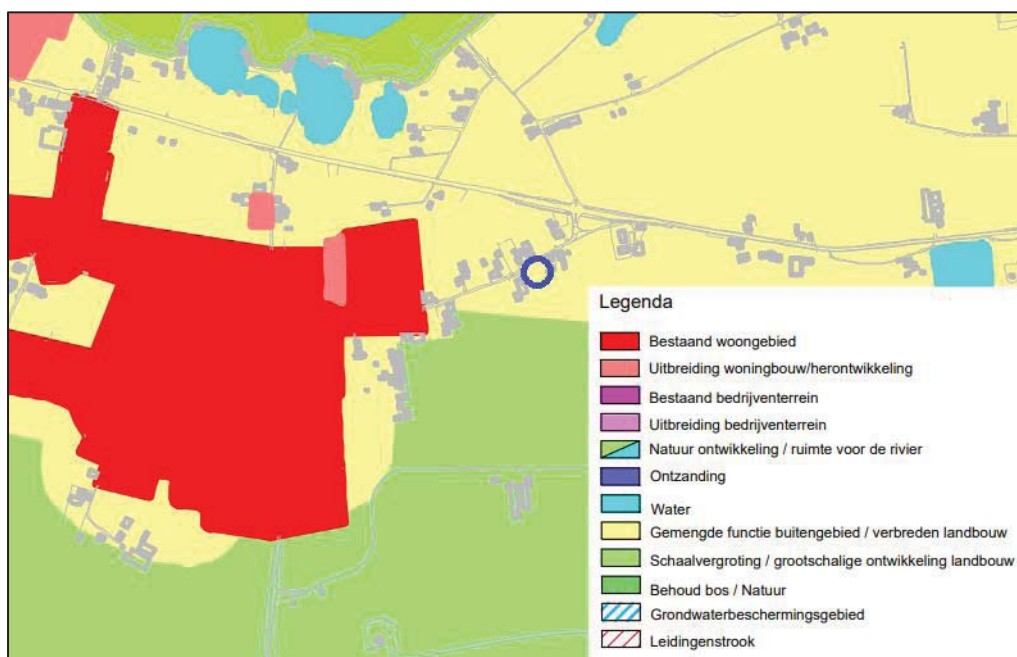 Legenda
Bestaand woongebied
Uitbreiding woningbouw/herontwikkeling
Bestaand bedrijventerrein
Uitbreiding bedrijventerrein
Natuur ontwikkeling / ruimte voor de rivier
Ontzanding
Water
Gemengde functie buitengebied / verbreden landbouw
Schaalvergroting / grootschalige ontwikkeling landbouw
Behoud bos / Natuur
Grondwaterbeschermingsgebied
Leidingenstrook